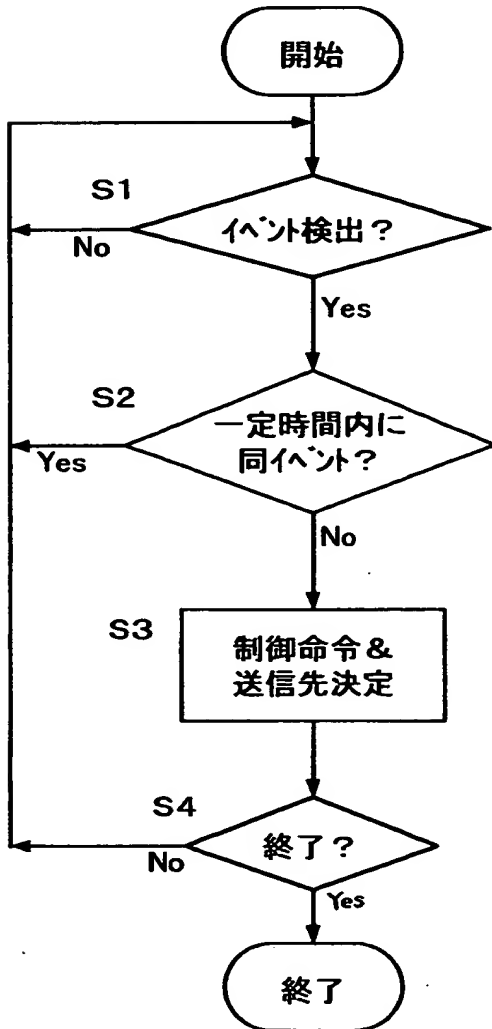 開始
S1
イベント検出？
No
Yes
S2
一定時間内に
同イベント？
Yes
No
S3
制御命令＆
送信先決定
S4
終了？
No
Yes
終了